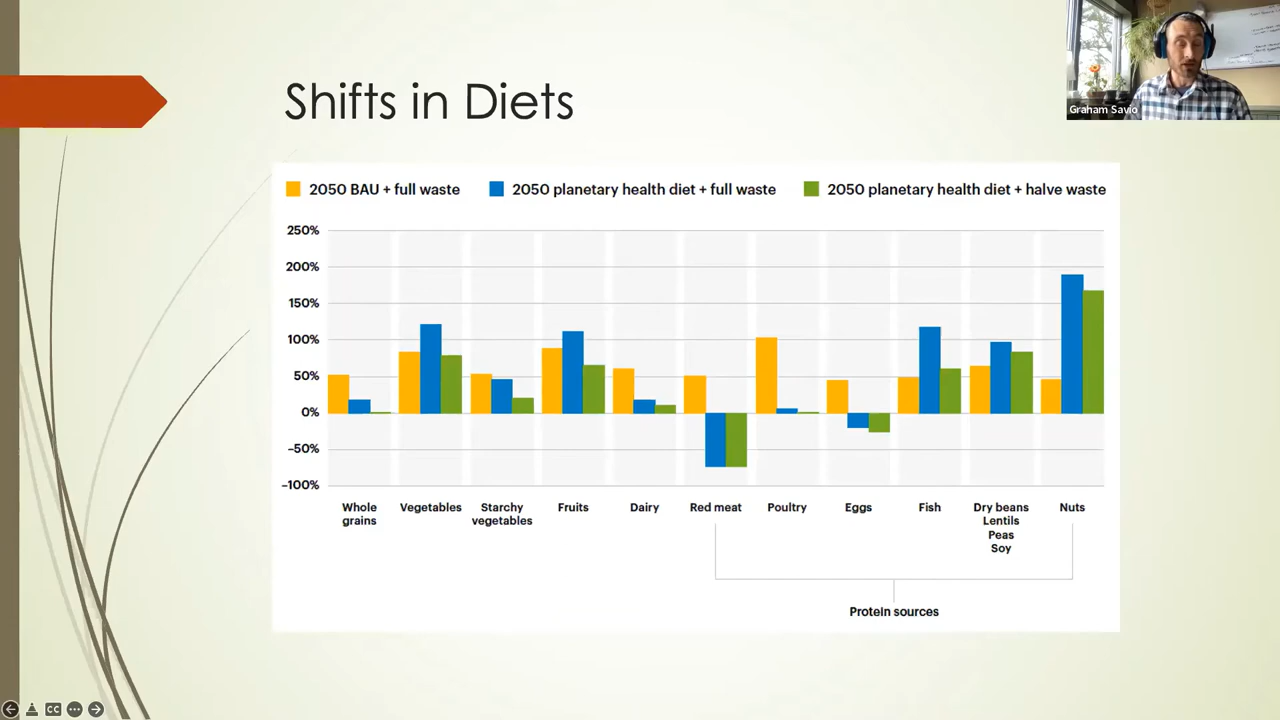 Shifts in Diets
Graham Savio
2050 BAU + full waste
2050 planetary health diet + full waste
2050 planetary health diet + halve waste
250%
200%
150%
100%
50%
0%
–50%
–100%
Whole
grains
Vegetables
Starchy
vegetables
Fruits
Dairy
Red meat
Poultry
Eggs
Fish
Dry beans
Lentils
Peas
Soy
Nuts
Protein sources
CC